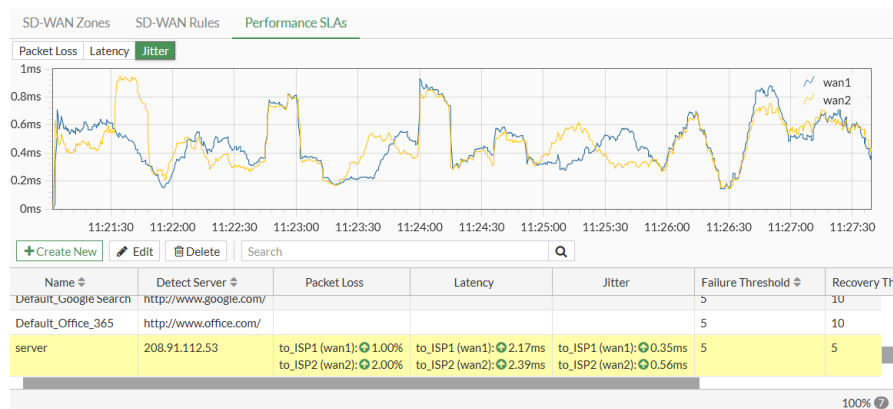 SD-WAN Zones SD-WAN Rules Performance SLAs
Packet Loss Latency Jitter
1ms
0.8ms
0.6ms
0.4ms
0.2ms
0ms
wan1
wan2
11:21:30 11:22:00 11:22:30 11:23:00 11:23:30 11:24:00 11:24:30 11:25:00 11:25:30 11:26:00 11:26:30 11:27:00 11:27:30
+Create New Edit Delete Search
Name Detect Server Packet Loss Latency Jitter Failure Threshold Recovery Th
Default_Google Search http://www.google.com/ 5 10
Default_Office_365 http://www.office.com/ 5 10
server 208.91.112.53 to_ISP1 (wan1): 1.00% to_ISP1 (wan1): 2.17ms to_ISP1 (wan1): 0.35ms 5 5
to_ISP2 (wan2): 2.00% to_ISP2 (wan2): 2.39ms to_ISP2 (wan2): 0.56ms
100% 7